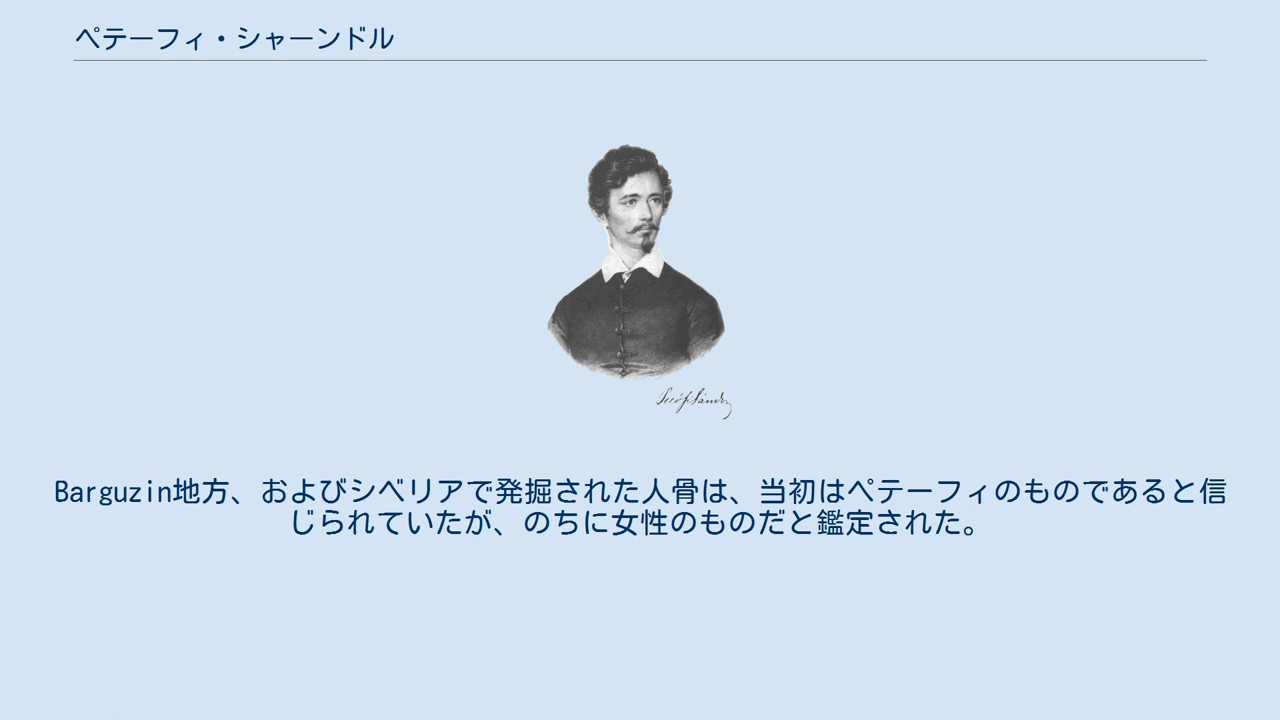 ペテーフィ・シャーンドル
Petőfi Sándor
Barguzin地方、およびシベリアで発掘された人骨は、当初はペテーフィのものであると信
じられていたが、のちに女性のものだと鑑定された。